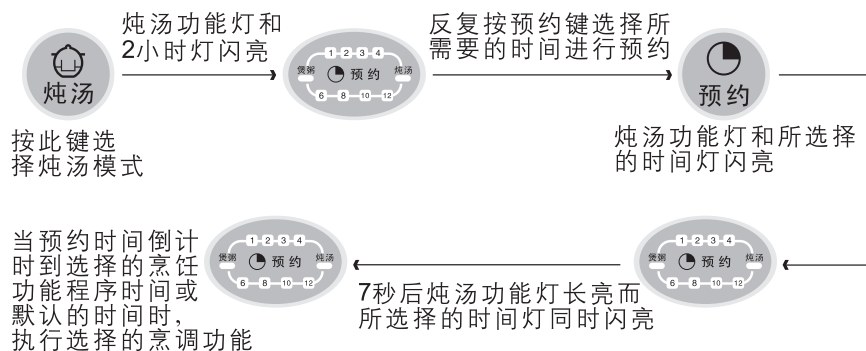 炖汤
按此键选
择炖汤模式
炖汤功能灯和
2小时灯闪亮
1 2 3 4
煲粥 预约 炖汤
6 8 10 12
反复按预约键选择所
需要的时间进行预约
预约
炖汤功能灯和所选择
的时间灯闪亮
1 2 3 4
煲粥 预约 炖汤
6 8 10 12
7秒后炖汤功能灯长亮而
所选择的时间灯同时闪亮
1 2 3 4
煲粥 预约 炖汤
6 8 10 12
当预约时间倒计
时到选择的烹饪
功能程序时间或
默认的时间时，
执行选择的烹调功能